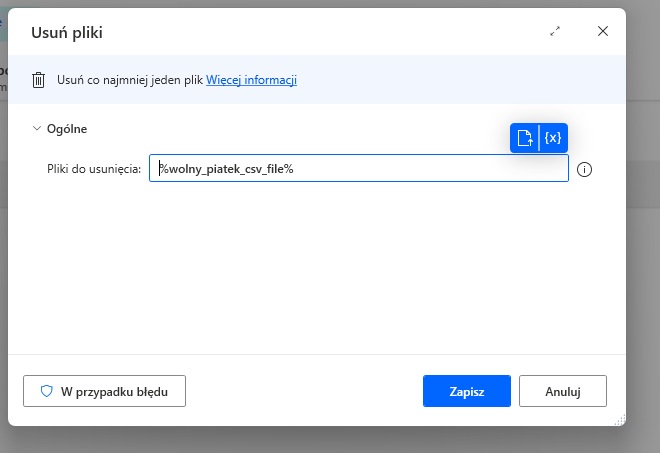 Usuń pliki
Usuń co najmniej jeden plik Więcej informacji
Ogólne
{x}
Pliki do usunięcia: %wolny_piatek_csv_file%
W przypadku błędu
Zapisz
Anuluj